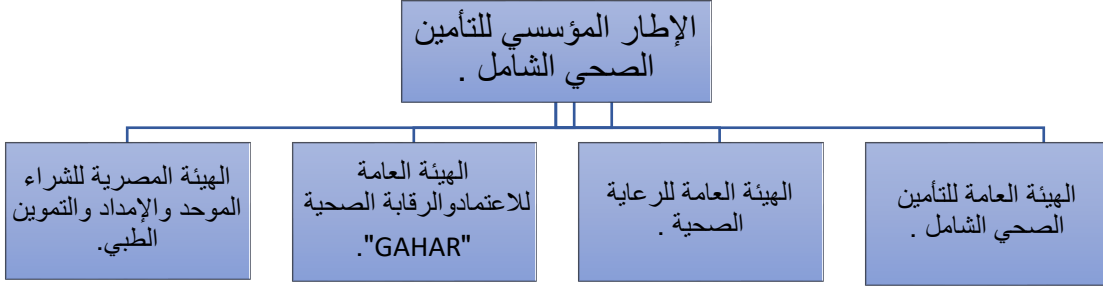 الإطار المؤسسي للتأمين
الصحي الشامل .
الهيئة العامة للتأمين
الصحي الشامل .
الهيئة العامة للرعاية
الصحية .
الهيئة العامة
للاعتمادوالرقابة الصحية
"GAHAR".
الهيئة المصرية للشراء
الموحد والإمداد والتموين
الطبي.